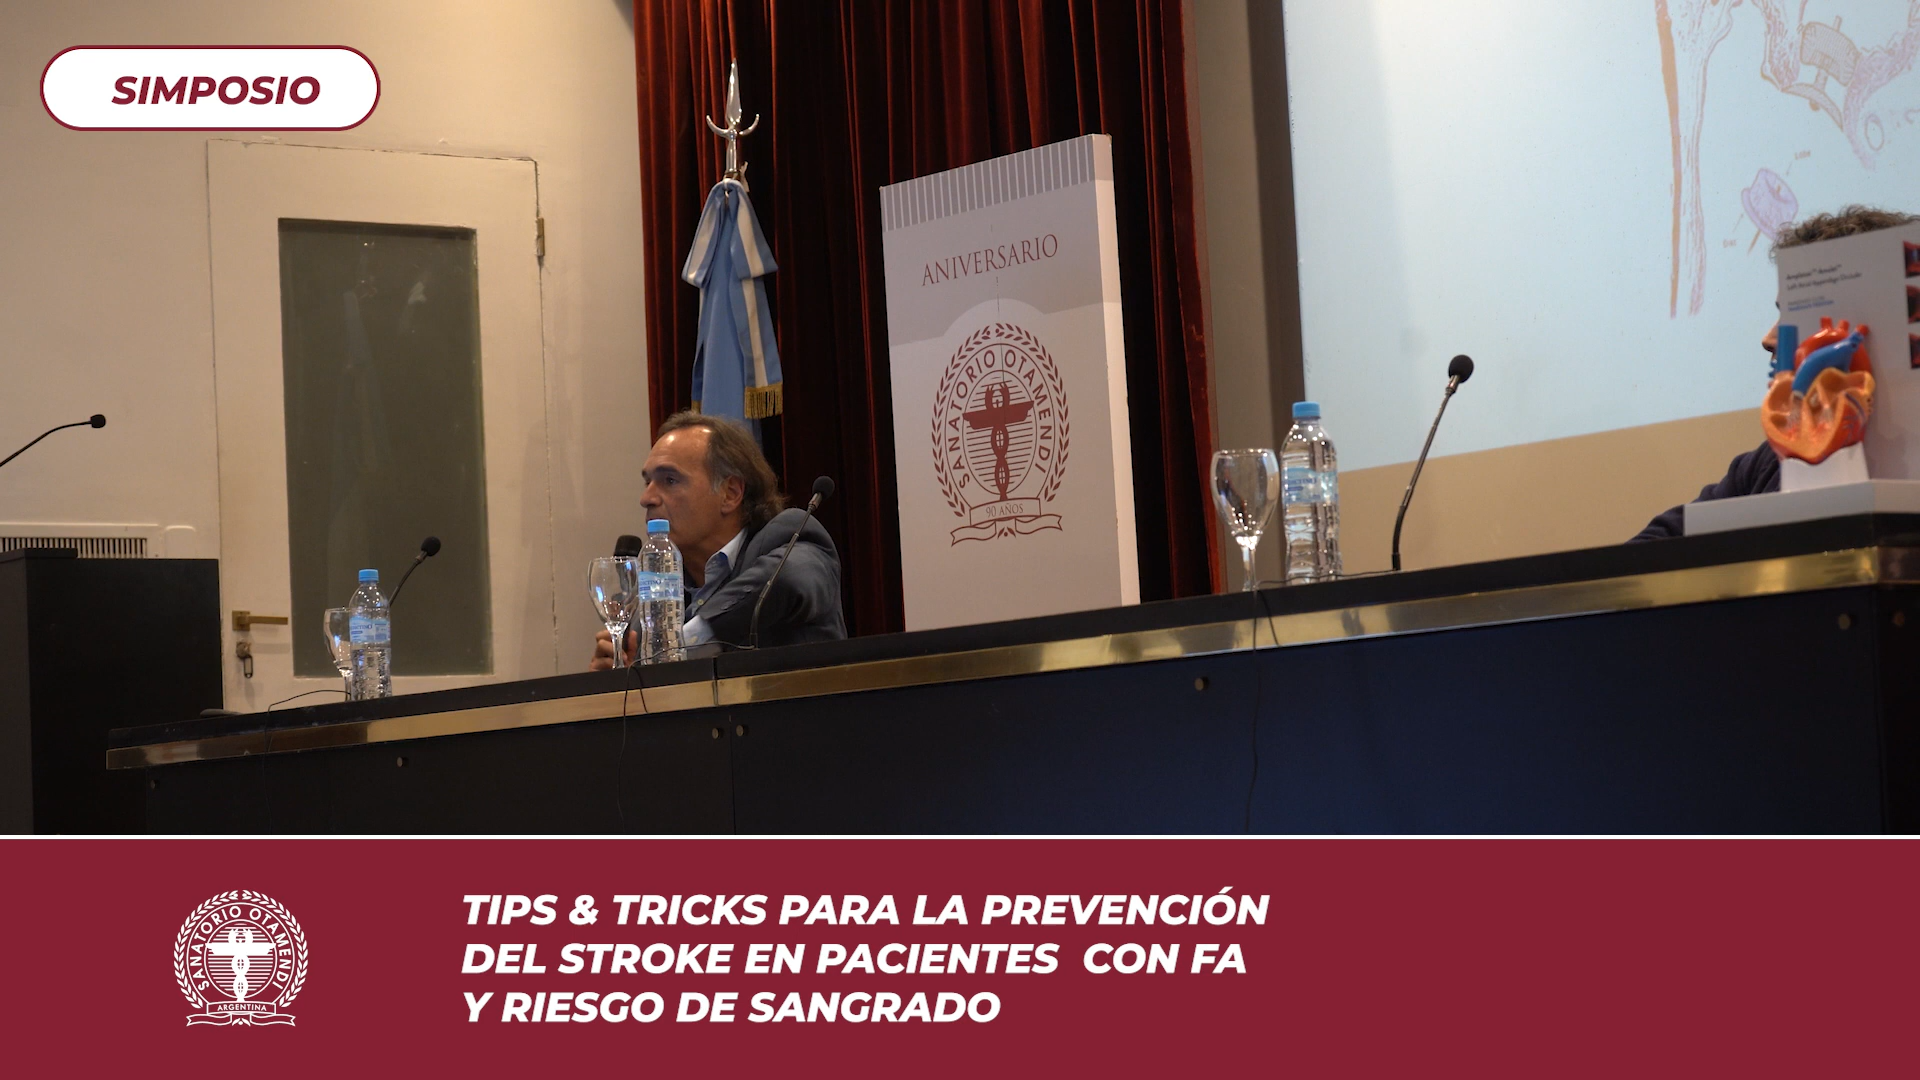 SIMPOSIO
ANIVERSARIO
SANATORIO OTAMENDI
90 AÑOS
SANATORIO OTAMENDI
ARGENTINA
TIPS & TRICKS PARA LA PREVENCIÓN
DEL STROKE EN PACIENTES CON FA
Y RIESGO DE SANGRADO